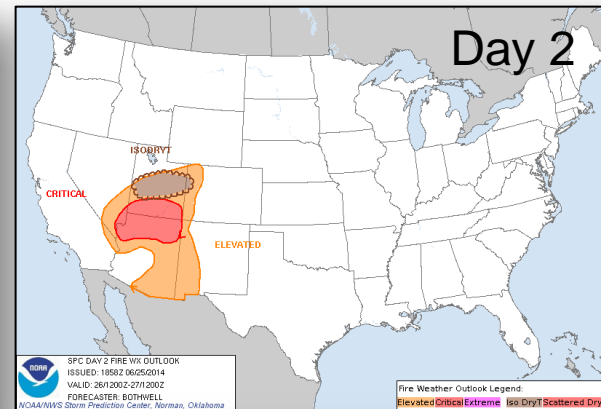 Day 2
ISODRYT
CRITICAL
ELEVATED
NOAA
SPC DAY 2 FIRE WX OUTLOOK
ISSUED: 1858Z 06/25/2014
VALID: 26/1200Z-27/1200Z
FORECASTER: BOTHWELL
NOAA/NWS Storm Prediction Center, Norman, Oklahoma
Fire Weather Outlook Legend:
Elevated Critical Extreme Iso DryT Scattered Dry